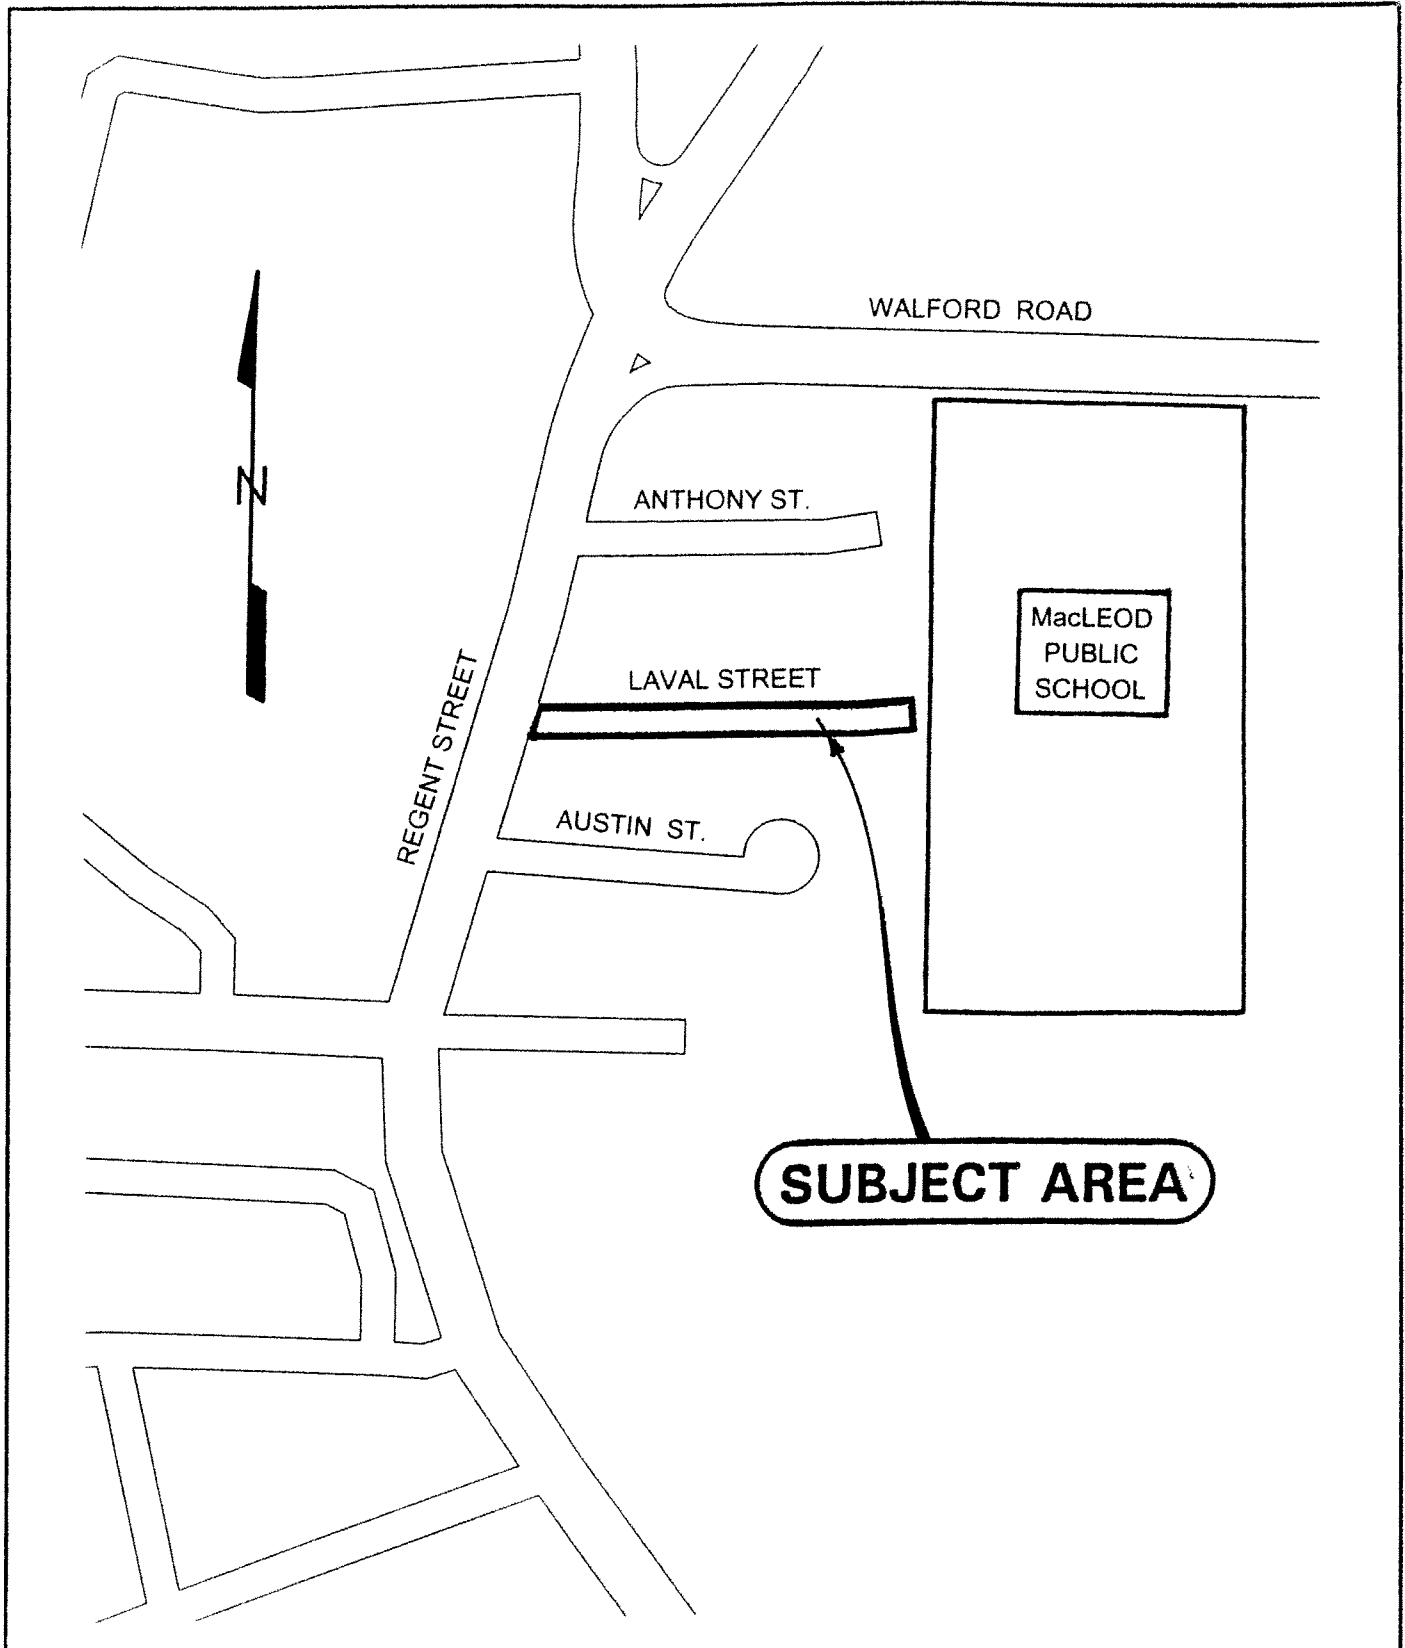 WALFORD ROAD
ANTHONY ST.
N
MacLEOD
PUBLIC
SCHOOL
LAVAL STREET
REGENT STREET
AUSTIN ST.
SUBJECT AREA